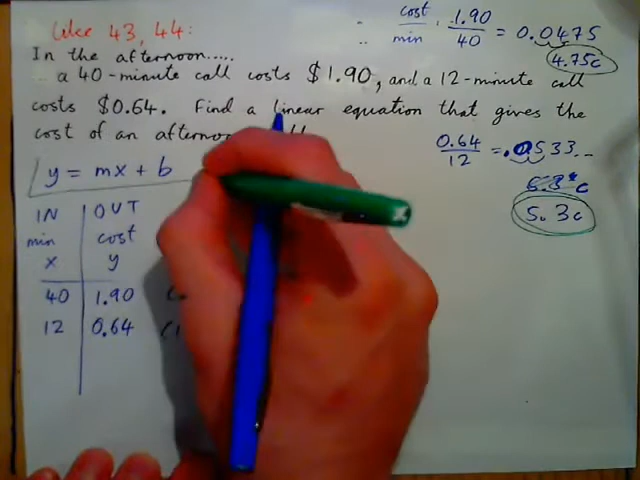 Like 43, 44:
∴ cost/min : 1.90/40 = 0.0475
4.75c
In the afternoon.....
a 40-minute call costs $1.90, and a 12-minute call
costs $0.64. Find a linear equation that gives the
cost of an
0.64/12 = .0533...
5.3c
y = mx + b
IN OUT
min cost
x y
40 1.90
12 0.64